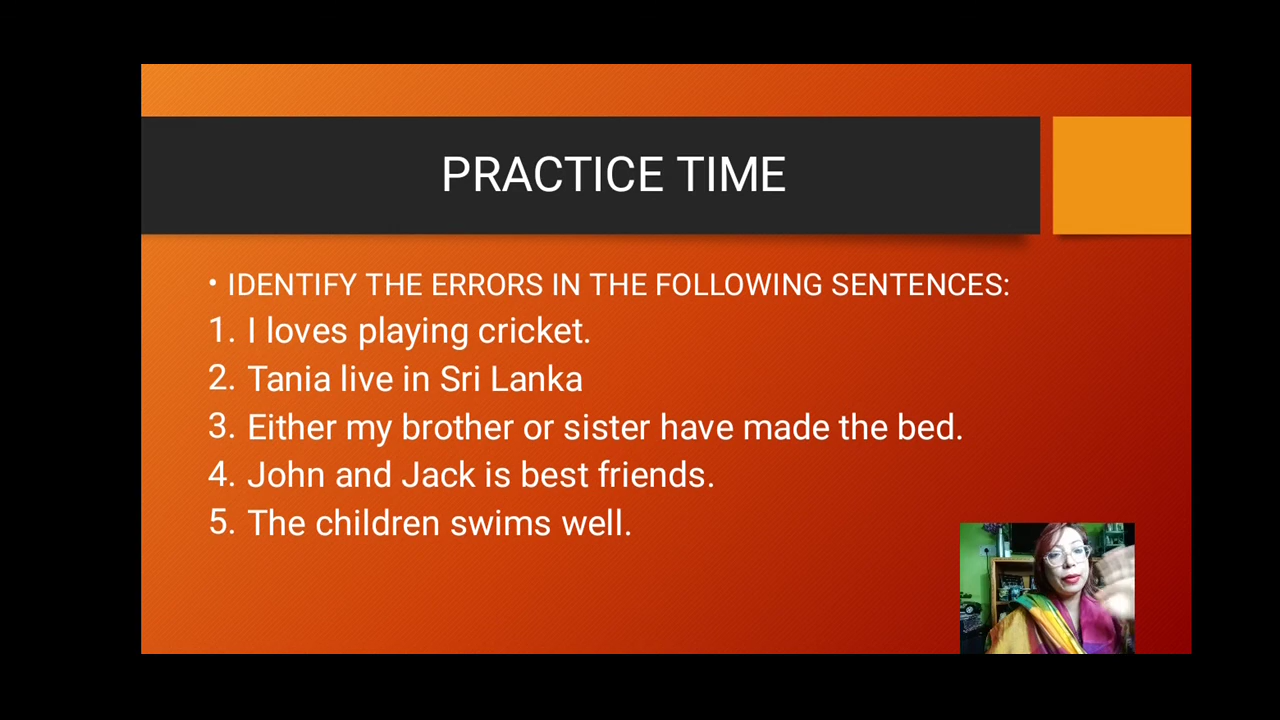 PRACTICE TIME
• IDENTIFY THE ERRORS IN THE FOLLOWING SENTENCES:
1. I loves playing cricket.
2. Tania live in Sri Lanka
3. Either my brother or sister have made the bed.
4. John and Jack is best friends.
5. The children swims well.